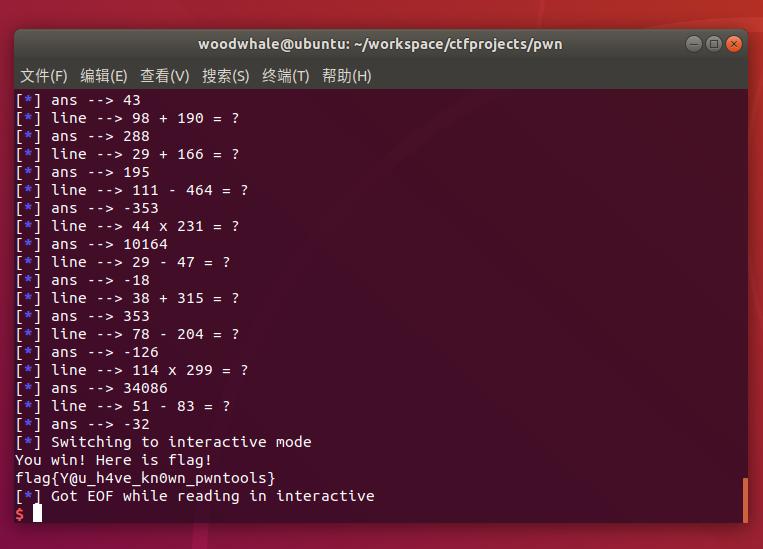 woodwhale@ubuntu: ~/workspace/ctfprojects/pwn
文件(F) 编辑(E) 查看(V) 搜索(S) 终端(T) 帮助(H)
[*] ans --> 43
[*] line --> 98 + 190 = ?
[*] ans --> 288
[*] line --> 29 + 166 = ?
[*] ans --> 195
[*] line --> 111 - 464 = ?
[*] ans --> -353
[*] line --> 44 x 231 = ?
[*] ans --> 10164
[*] line --> 29 - 47 = ?
[*] ans --> -18
[*] line --> 38 + 315 = ?
[*] ans --> 353
[*] line --> 78 - 204 = ?
[*] ans --> -126
[*] line --> 114 x 299 = ?
[*] ans --> 34086
[*] line --> 51 - 83 = ?
[*] ans --> -32
[*] Switching to interactive mode
You win! Here is flag!
flag{Y@u_h4ve_kn0wn_pwntools}
[*] Got EOF while reading in interactive
$